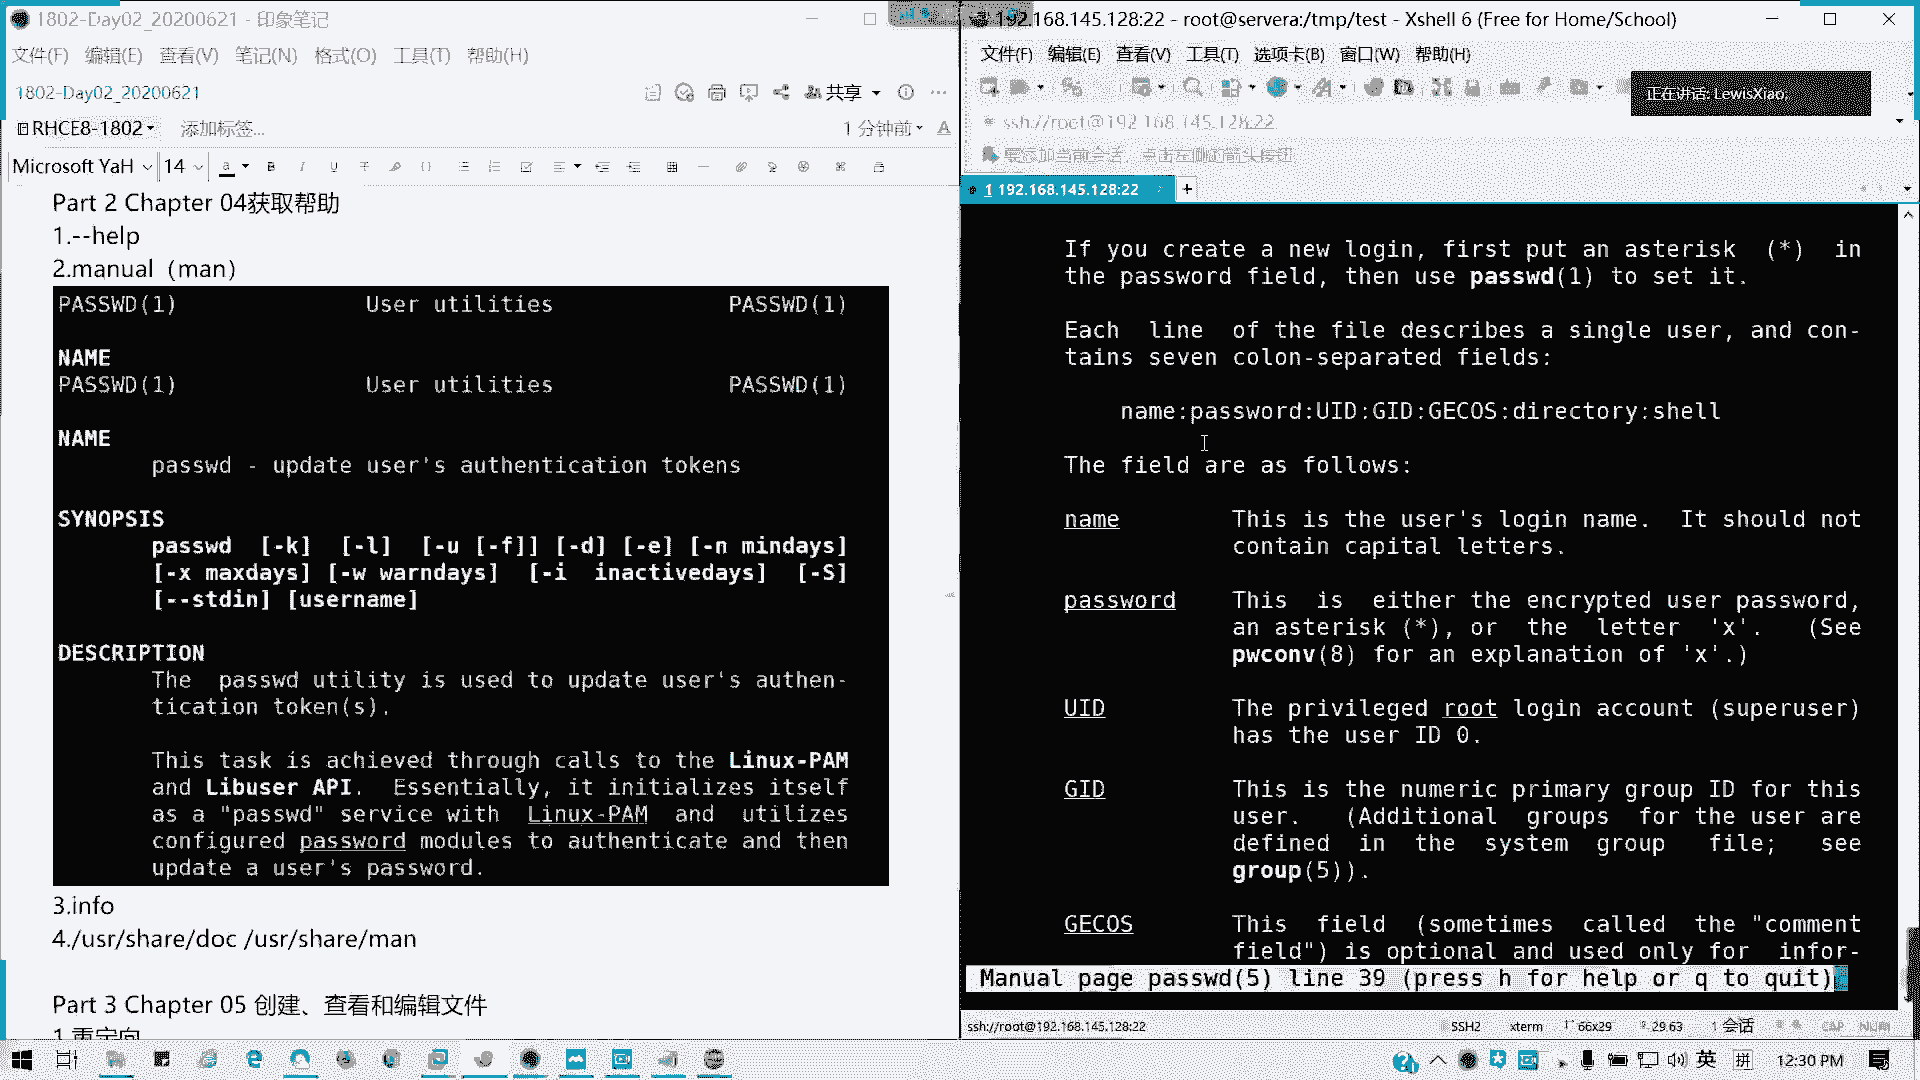 1802-Day02_20200621 - 印象笔记
文件(F) 编辑(E) 查看(V) 笔记(N) 格式(O) 工具(T) 帮助(H)
1802-Day02_20200621
共享
RHCE8-1802 添加标签...
1 分钟前
Microsoft YaH 14
Part 2 Chapter 04获取帮助
1.--help
2.manual（man）
PASSWD(1) User utilities PASSWD(1)
NAME
PASSWD(1) User utilities PASSWD(1)
NAME
passwd - update user's authentication tokens
SYNOPSIS
passwd [-k] [-l] [-u [-f]] [-d] [-e] [-n mindays]
[-x maxdays] [-w warndays] [-i inactivedays] [-S]
[--stdin] [username]
DESCRIPTION
The passwd utility is used to update user's authen-
tication token(s).
This task is achieved through calls to the Linux-PAM
and Libuser API. Essentially, it initializes itself
as a "passwd" service with Linux-PAM and utilizes
configured password modules to authenticate and then
update a user's password.
3.info
4./usr/share/doc /usr/share/man
Part 3 Chapter 05 创建、查看和编辑文件
1.重定向
192.168.145.128:22 - root@servera:/tmp/test - Xshell 6 (Free for Home/School)
文件(F) 编辑(E) 查看(V) 工具(T) 选项卡(B) 窗口(W) 帮助(H)
正在讲话: LewisXiao,
ssh://root@192.168.145.128:22
要添加当前会话，点击左侧的箭头按钮
1 192.168.145.128:22
If you create a new login, first put an asterisk (*) in
the password field, then use passwd(1) to set it.
Each line of the file describes a single user, and con-
tains seven colon-separated fields:
name:password:UID:GID:GECOS:directory:shell
The field are as follows:
name This is the user's login name. It should not
contain capital letters.
password This is either the encrypted user password,
an asterisk (*), or the letter 'x'. (See
pwconv(8) for an explanation of 'x'.)
UID The privileged root login account (superuser)
has the user ID 0.
GID This is the numeric primary group ID for this
user. (Additional groups for the user are
defined in the system group file; see
group(5)).
GECOS This field (sometimes called the "comment
field") is optional and used only for infor-
Manual page passwd(5) line 39 (press h for help or q to quit)
ssh://root@192.168.145.128:22 SSH2 xterm 66x29 29,63 1 会话 CAP NUM
英 拼 12:30 PM